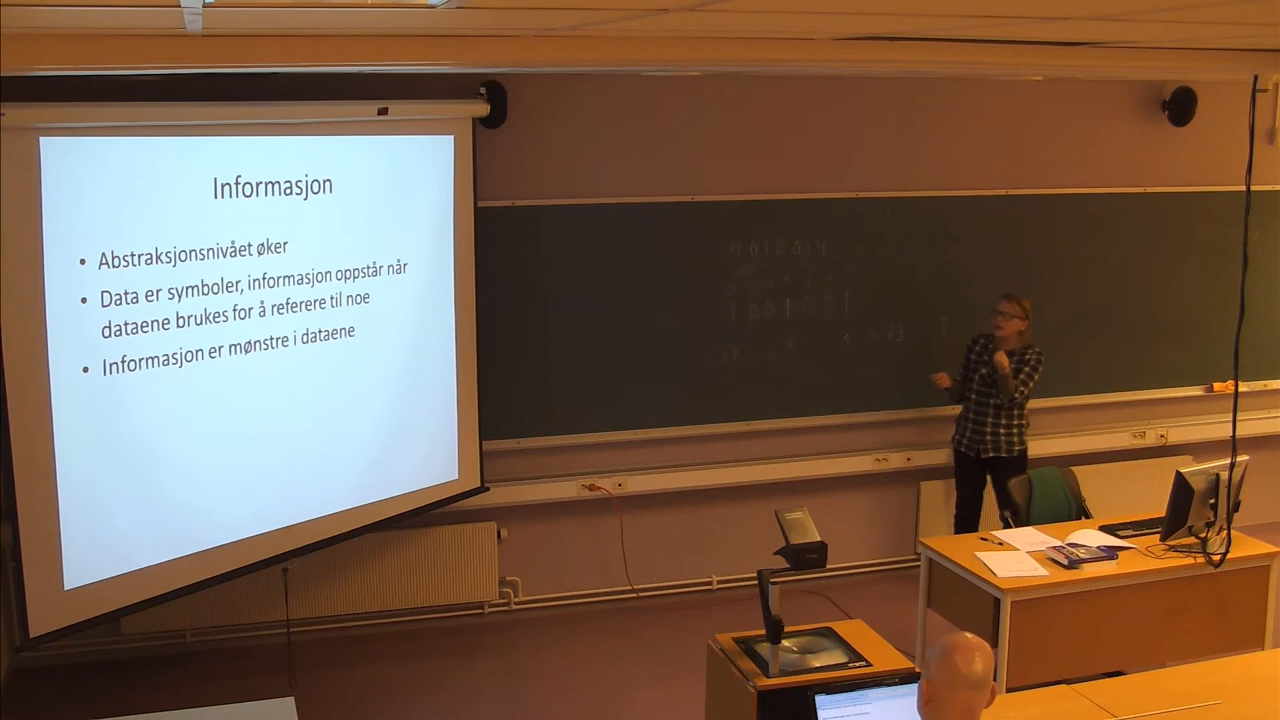 Informasjon
• Abstraksjonsnivået øker
• Data er symboler, informasjon oppstår når
dataene brukes for å referere til noe
• Informasjon er mønstre i dataene
= 73 I